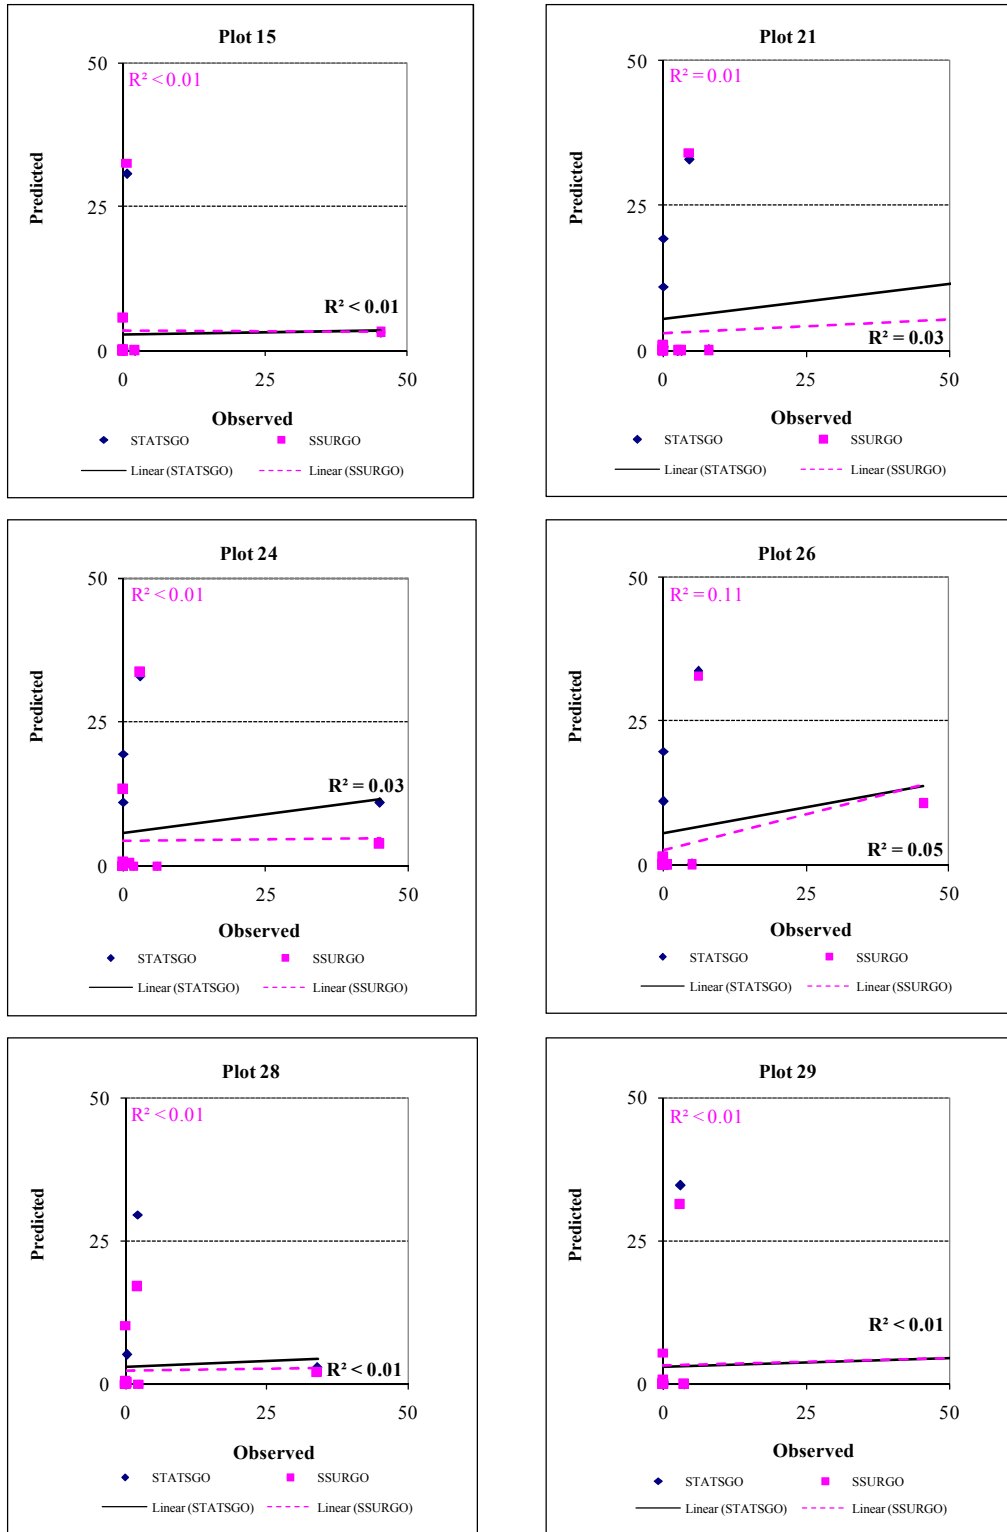 Plot 15
50
R² < 0.01
Predicted
25
R² < 0.01
0
0 25 50
Observed
STATSGO SSURGO
Linear (STATSGO) Linear (SSURGO)
Plot 21
50
R² = 0.01
Predicted
25
R² = 0.03
0
0 25 50
Observed
STATSGO SSURGO
Linear (STATSGO) Linear (SSURGO)
Plot 24
50
R² < 0.01
Predicted
25
R² = 0.03
0
0 25 50
Observed
STATSGO SSURGO
Linear (STATSGO) Linear (SSURGO)
Plot 26
50
R² = 0.11
Predicted
25
R² = 0.05
0
0 25 50
Observed
STATSGO SSURGO
Linear (STATSGO) Linear (SSURGO)
Plot 28
50
R² < 0.01
Predicted
25
R² < 0.01
0
0 25 50
Observed
STATSGO SSURGO
Linear (STATSGO) Linear (SSURGO)
Plot 29
50
R² < 0.01
Predicted
25
R² < 0.01
0
0 25 50
Observed
STATSGO SSURGO
Linear (STATSGO) Linear (SSURGO)